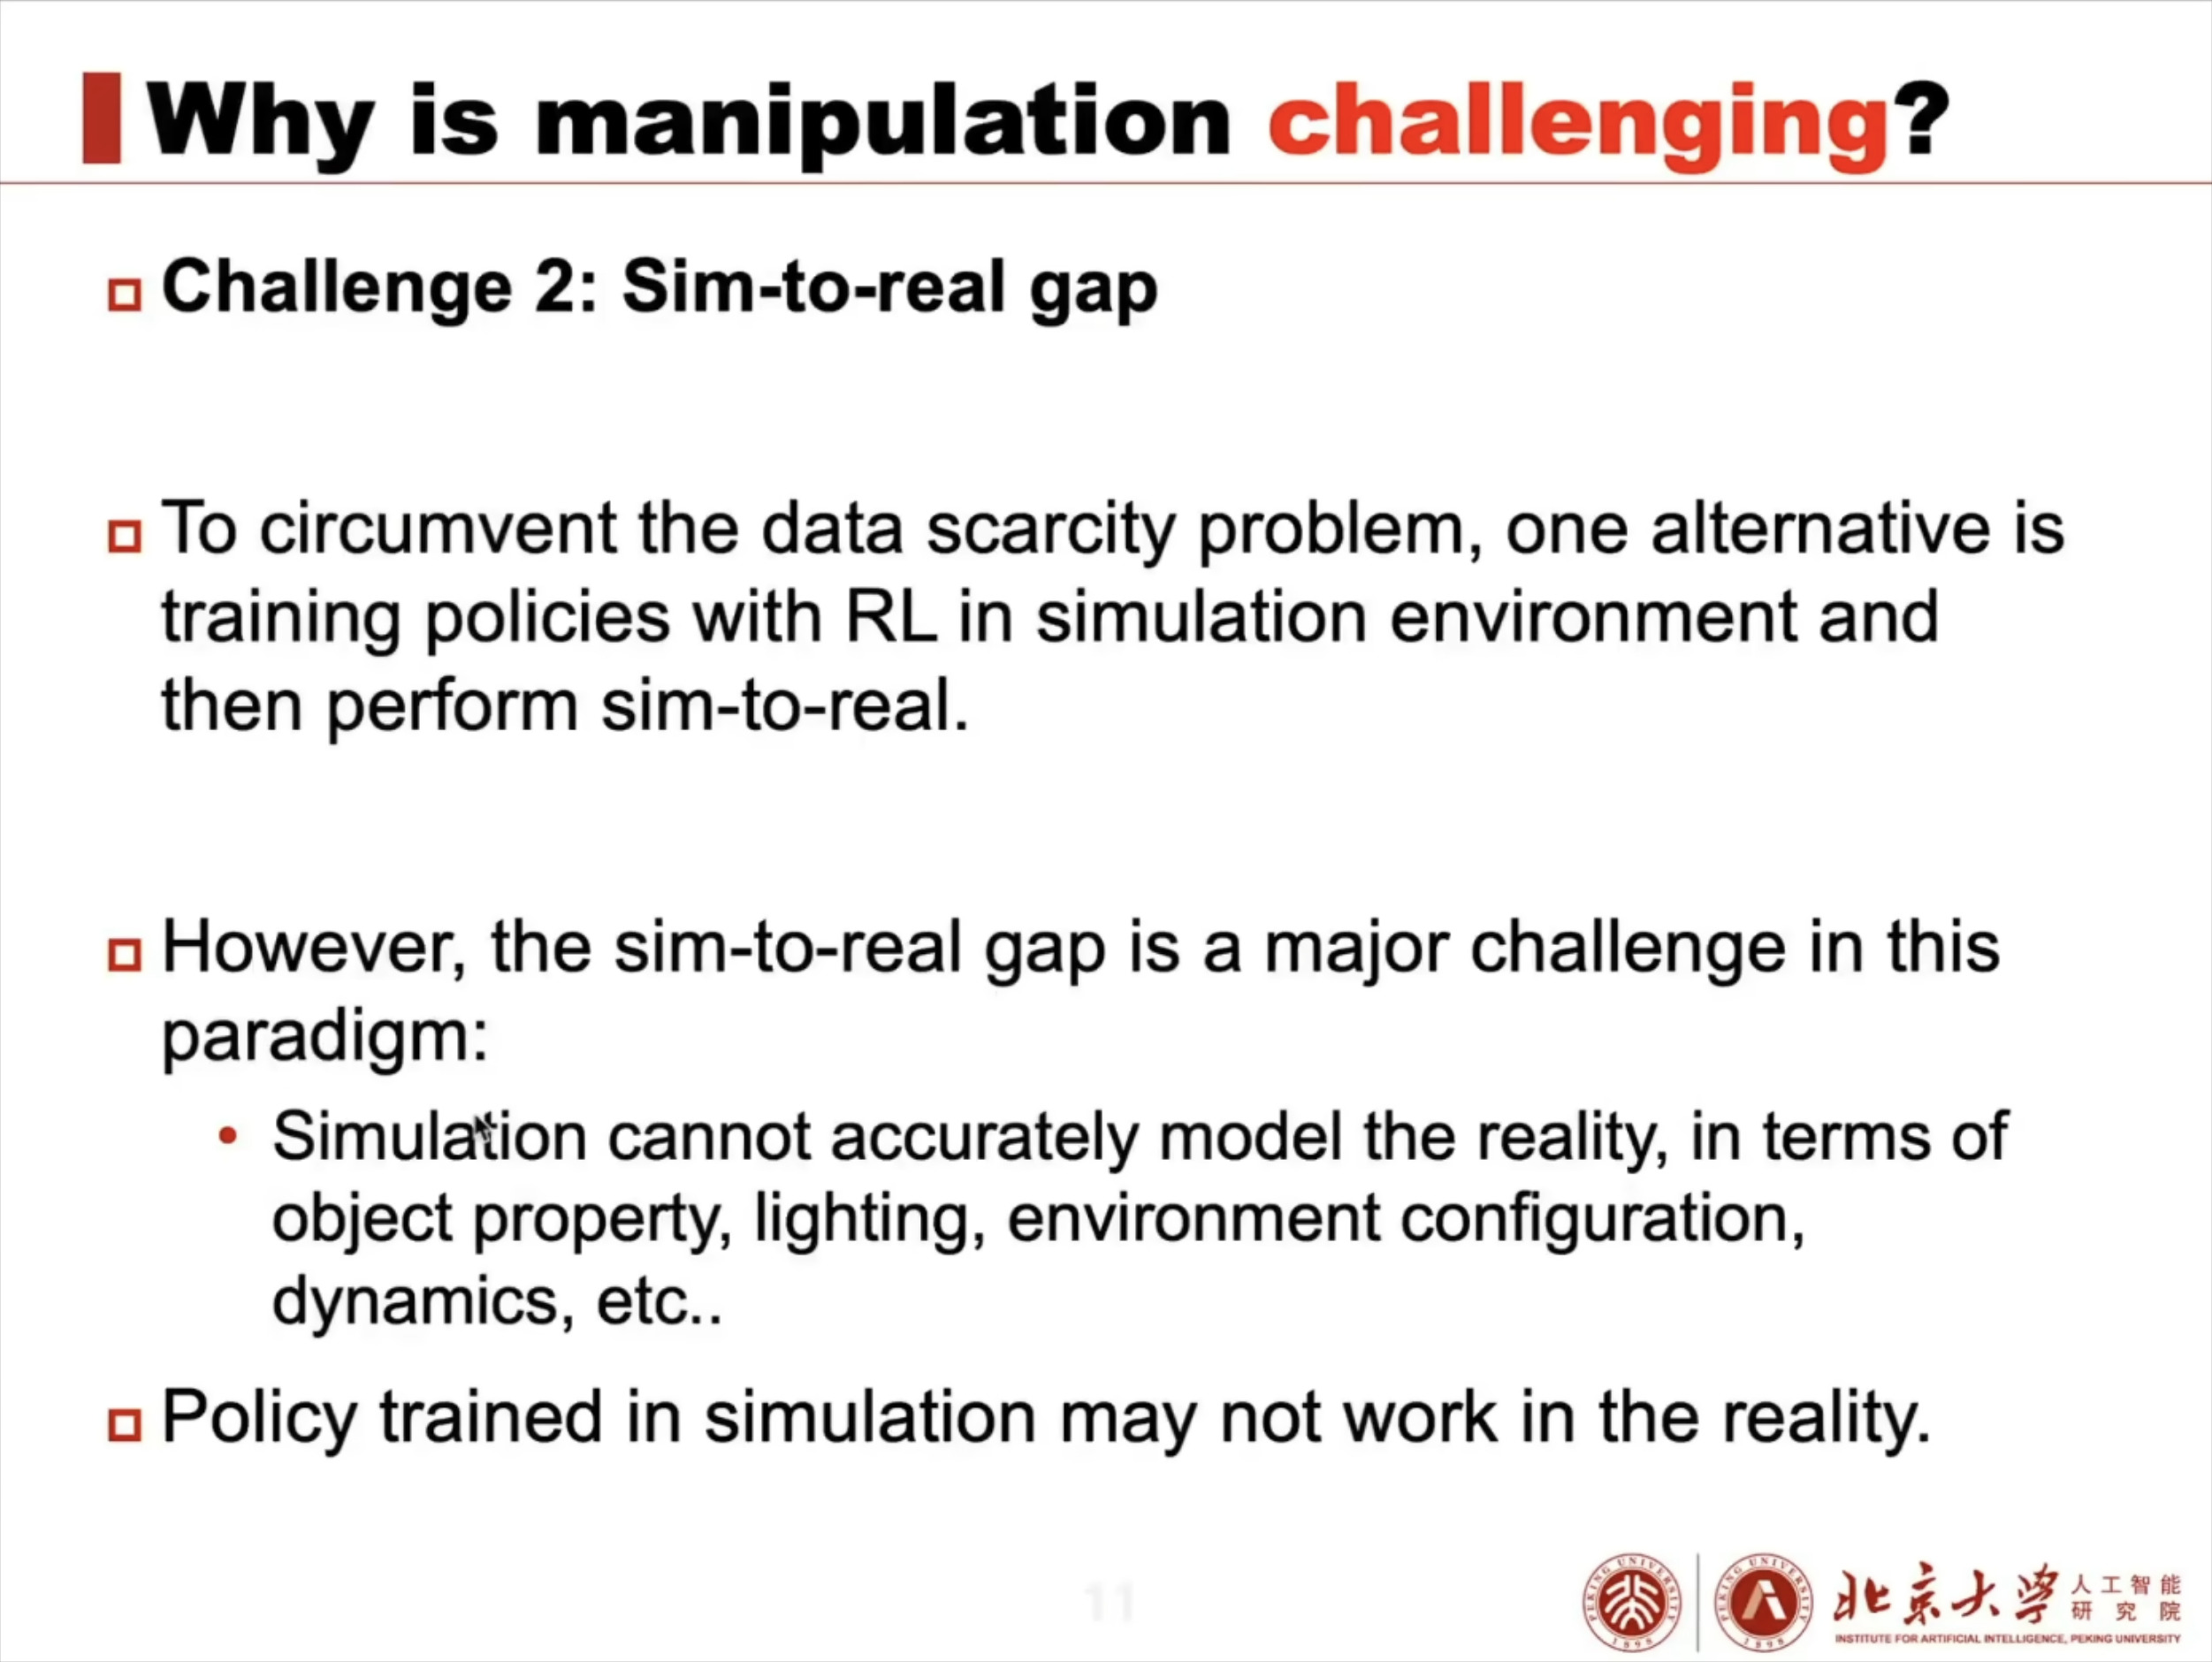 Why is manipulation challenging?
Challenge 2: Sim-to-real gap
To circumvent the data scarcity problem, one alternative is
training policies with RL in simulation environment and
then perform sim-to-real.
However, the sim-to-real gap is a major challenge in this
paradigm:
• Simulation cannot accurately model the reality, in terms of
object property, lighting, environment configuration,
dynamics, etc..
Policy trained in simulation may not work in the reality.
11
PEKING UNIVERSITY
1898
PEKING UNIVERSITY
1898
北京大学
人工智能
研究院
INSTITUTE FOR ARTIFICIAL INTELLIGENCE, PEKING UNIVERSITY